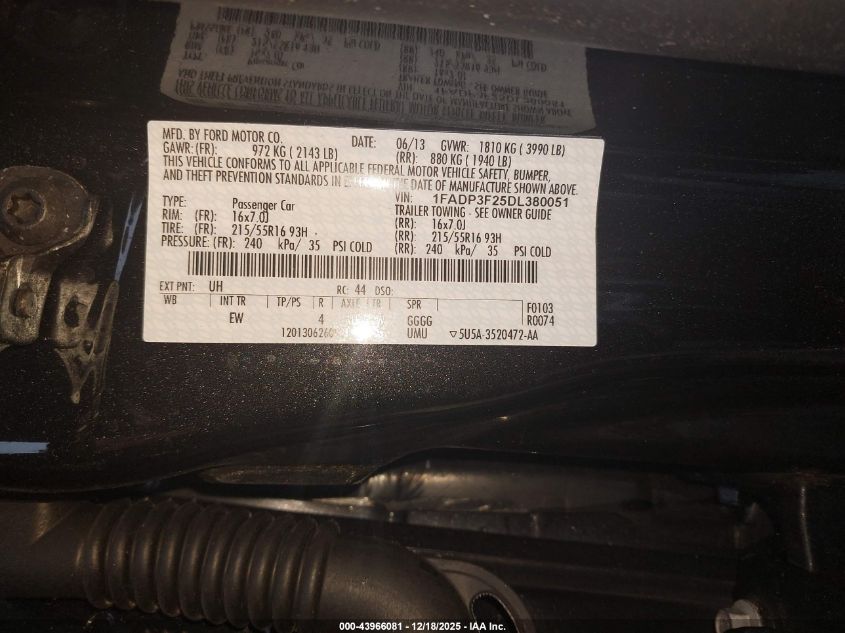 MFD. BY FORD MOTOR CO. DATE: 06/13 GVWR: 1810 KG ( 3990 LB)
GAWR: (FR): 972 KG ( 2143 LB) (RR): 880 KG ( 1940 LB)
THIS VEHICLE CONFORMS TO ALL APPLICABLE FEDERAL MOTOR VEHICLE SAFETY, BUMPER,
AND THEFT PREVENTION STANDARDS IN EFFECT ON THE DATE OF MANUFACTURE SHOWN ABOVE.
VIN: 1FADP3F25DL380051
TYPE: Passenger Car TRAILER TOWING - SEE OWNER GUIDE
RIM: (FR): 16x7.0J (RR): 16x7.0J
TIRE: (FR): 215/55R16 93H (RR): 215/55R16 93H
PRESSURE: (FR): 240 kPa/ 35 PSI COLD (RR): 240 kPa/ 35 PSI COLD
EXT PNT: UH RC: 44 DSO:
WB INT TR TP/PS R AXLE TR SPR F0103
EW 4 GGGG R0074
UMU ▽5U5A-3520472-AA
000-43966081 - 12/18/2025 - IAA Inc.